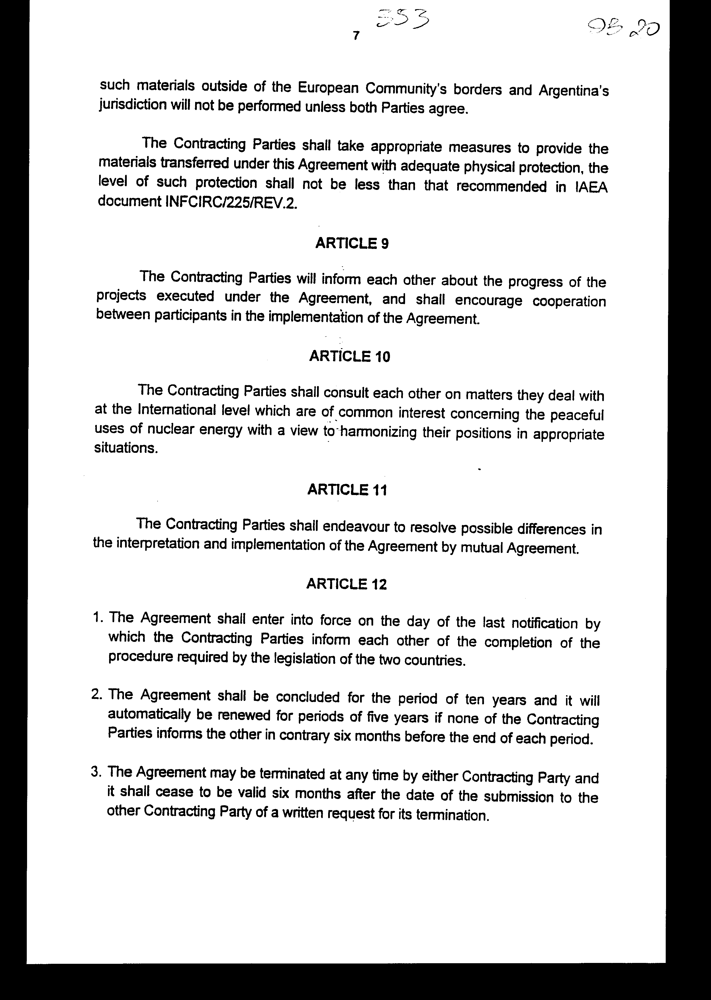 353
7
such materials outside of the European Community's borders and Argentina's
jurisdiction will not be performed unless both Parties agree.
The Contracting Parties shall take appropriate measures to provide the
materials transferred under this Agreement with adequate physical protection, the
level of such protection shall not be less than that recommended in IAEA
document INFCIRC/225/REV.2.
ARTICLE 9
The Contracting Parties will inform each other about the progress of the
projects executed under the Agreement, and shall encourage cooperation
between participants in the implementation of the Agreement.
ARTICLE 10
The Contracting Parties shall consult each other on matters they deal with
at the International level which are of common interest concerning the peaceful
uses of nuclear energy with a view to harmonizing their positions in appropriate
situations.
ARTICLE 11
The Contracting Parties shall endeavour to resolve possible differences in
the interpretation and implementation of the Agreement by mutual Agreement.
ARTICLE 12
1. The Agreement shall enter into force on the day of the last notification by
which the Contracting Parties inform each other of the completion of the
procedure required by the legislation of the two countries.
2. The Agreement shall be concluded for the period of ten years and it will
automatically be renewed for periods of five years if none of the Contracting
Parties informs the other in contrary six months before the end of each period.
3. The Agreement may be terminated at any time by either Contracting Party and
it shall cease to be valid six months after the date of the submission to the
other Contracting Party of a written request for its termination.